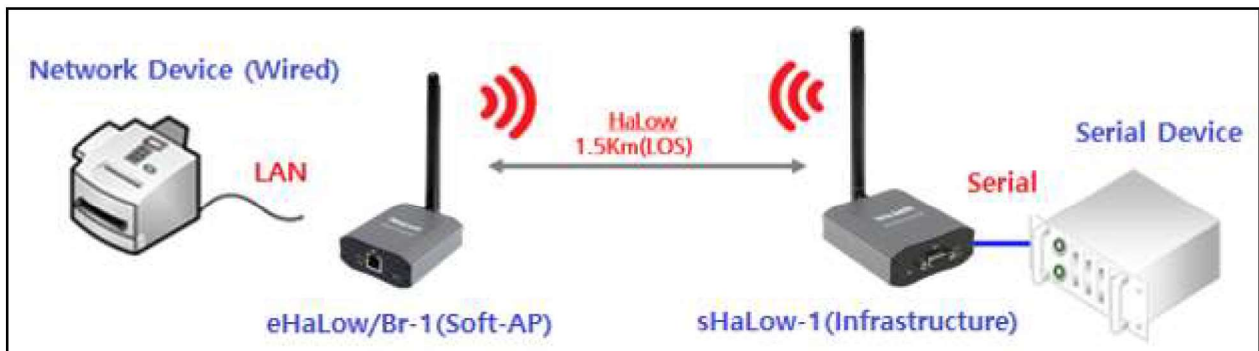 Network Device (Wired)
LAN
HaLow
1.5Km(LOS)
Serial Device
Serial
eHaLow/Br-1(Soft-AP)
sHaLow-1(Infrastructure)